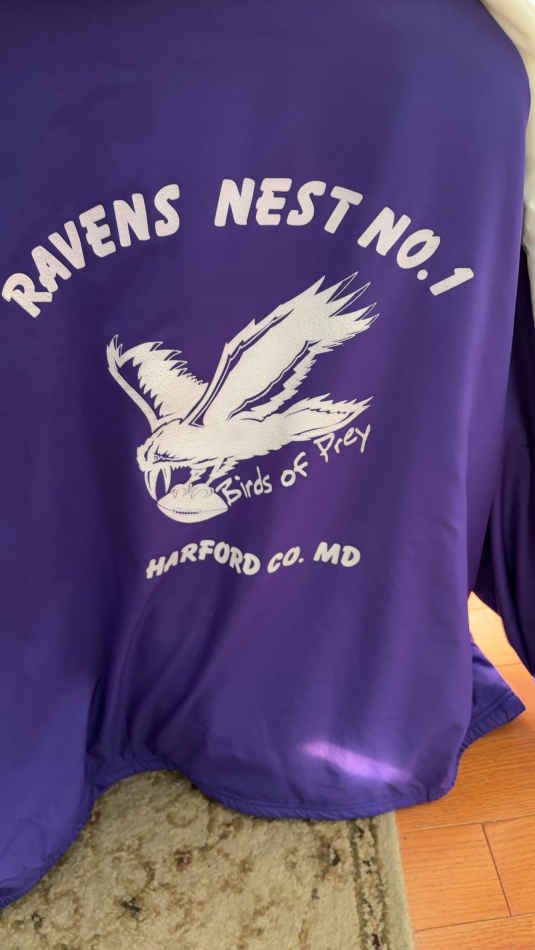 RAVENS NEST NO.1
Birds of Prey
HARFORD CO. MD